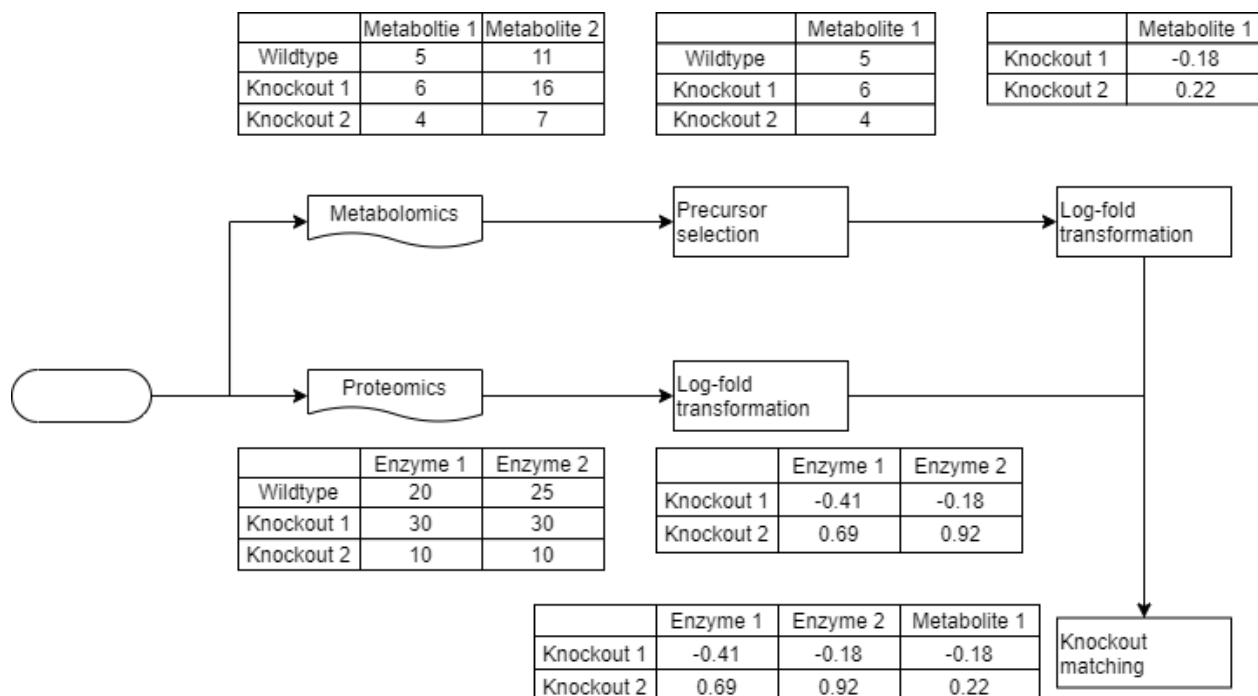 Metaboltie 1 Metabolite 2
Wildtype 5 11
Knockout 1 6 16
Knockout 2 4 7
Metabolite 1
Wildtype 5
Knockout 1 6
Knockout 2 4
Metabolite 1
Knockout 1 -0.18
Knockout 2 0.22
Metabolomics
Precursor
selection
Log-fold
transformation
Proteomics
Log-fold
transformation
Enzyme 1 Enzyme 2
Wildtype 20 25
Knockout 1 30 30
Knockout 2 10 10
Enzyme 1 Enzyme 2
Knockout 1 -0.41 -0.18
Knockout 2 0.69 0.92
Enzyme 1 Enzyme 2 Metabolite 1
Knockout 1 -0.41 -0.18 -0.18
Knockout 2 0.69 0.92 0.22
Knockout
matching